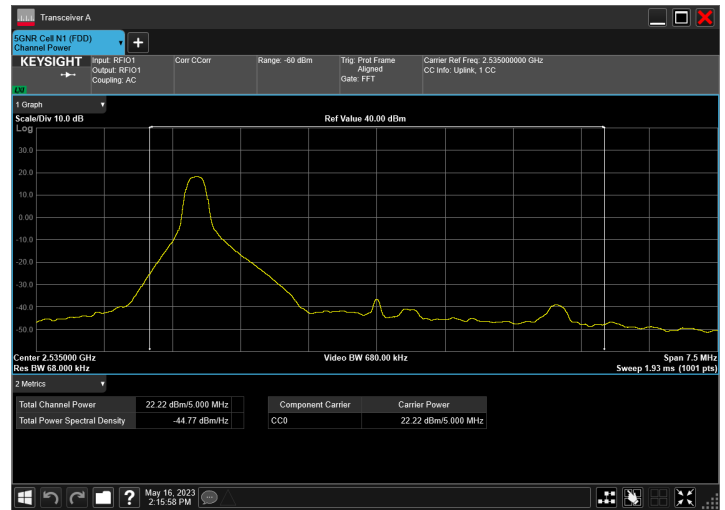 Transceiver A
5GNR Cell N1 (FDD)
Channel Power
KEYSIGHT
Input: RFIO1
Output: RFIO1
Coupling: AC
Corr CCorr
Range: -60 dBm
Trig: Prot Frame
Aligned
Gate: FFT
Carrier Ref Freq: 2.535000000 GHz
CC Info: Uplink, 1 CC
1 Graph
Scale/Div 10.0 dB
Ref Value 40.00 dBm
Log
30.0
20.0
10.0
0.00
-10.0
-20.0
-30.0
-40.0
-50.0
Center 2.535000 GHz
Video BW 680.00 kHz
Span 7.5 MHz
Res BW 68.000 kHz
Sweep 1.93 ms (1001 pts)
2 Metrics
Total Channel Power 22.22 dBm/5.000 MHz
Total Power Spectral Density -44.77 dBm/Hz
Component Carrier Carrier Power
CC0 22.22 dBm/5.000 MHz
May 16, 2023
2:15:58 PM